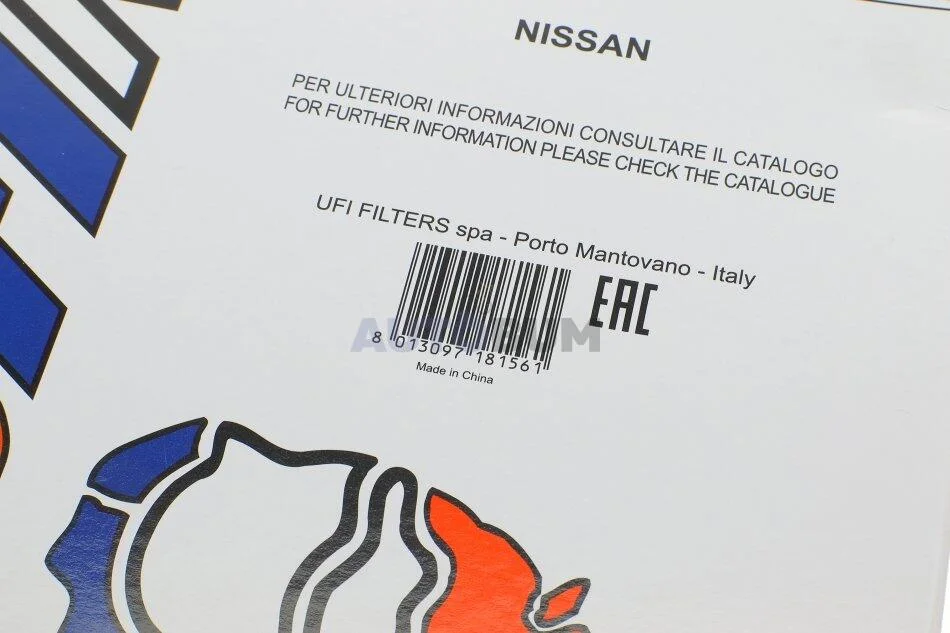 NISSAN
PER ULTERIORI INFORMAZIONI CONSULTARE IL CATALOGO
FOR FURTHER INFORMATION PLEASE CHECK THE CATALOGUE
UFI FILTERS spa - Porto Mantovano - Italy
EAC
AUTOBUM
8 013097 181561
Made in China